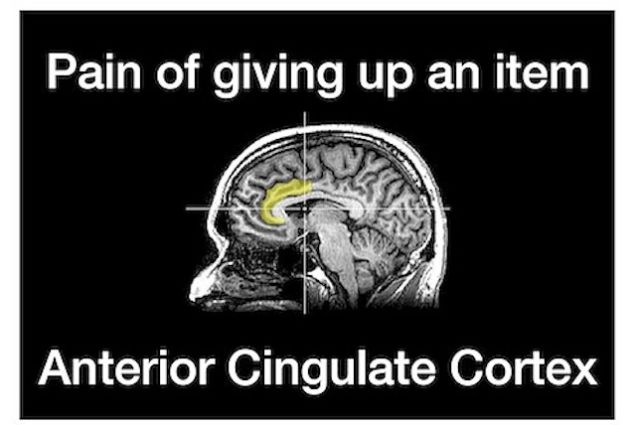 Pain of giving up an item
Anterior Cingulate Cortex